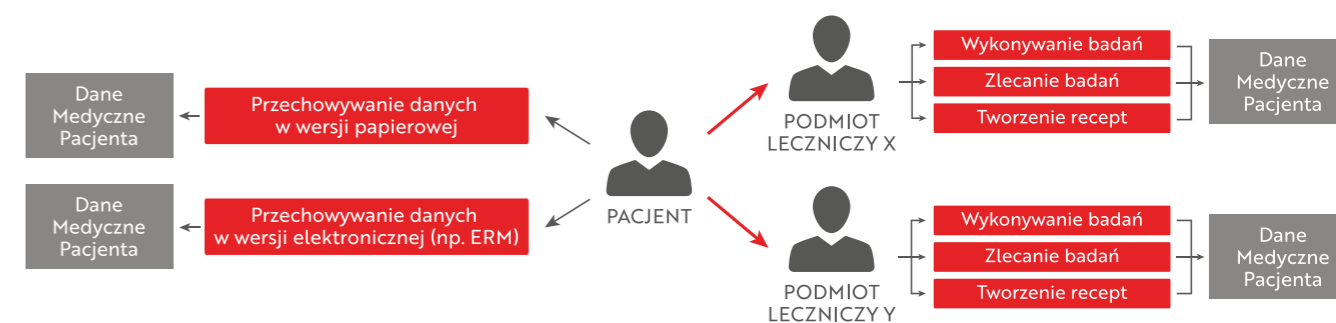 Dane
Medyczne
Pacjenta
Przechowywanie danych
w wersji papierowej
Dane
Medyczne
Pacjenta
Przechowywanie danych
w wersji elektronicznej (np. ERM)
PACJENT
PODMIOT
LECZNICZY X
Wykonywanie badań
Zlecanie badań
Tworzenie recept
Dane
Medyczne
Pacjenta
PODMIOT
LECZNICZY Y
Wykonywanie badań
Zlecanie badań
Tworzenie recept
Dane
Medyczne
Pacjenta